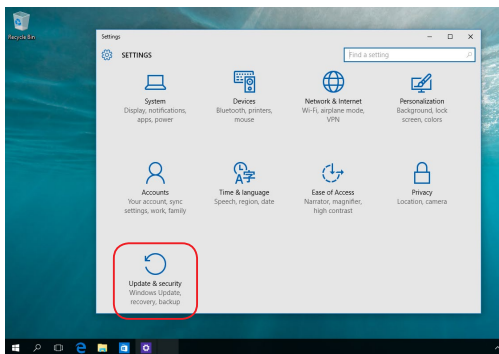 Recycle Bin
Settings
SETTINGS
Find a setting
System
Display, notifications,
apps, power
Devices
Bluetooth, printers,
mouse
Network & Internet
Wi-Fi, airplane mode,
VPN
Personalization
Background, lock
screen, colors
Accounts
Your account, sync
settings, work, family
Time & language
Speech, region, date
Ease of Access
Narrator, magnifier,
high contrast
Privacy
Location, camera
Update & security
Windows Update,
recovery, backup